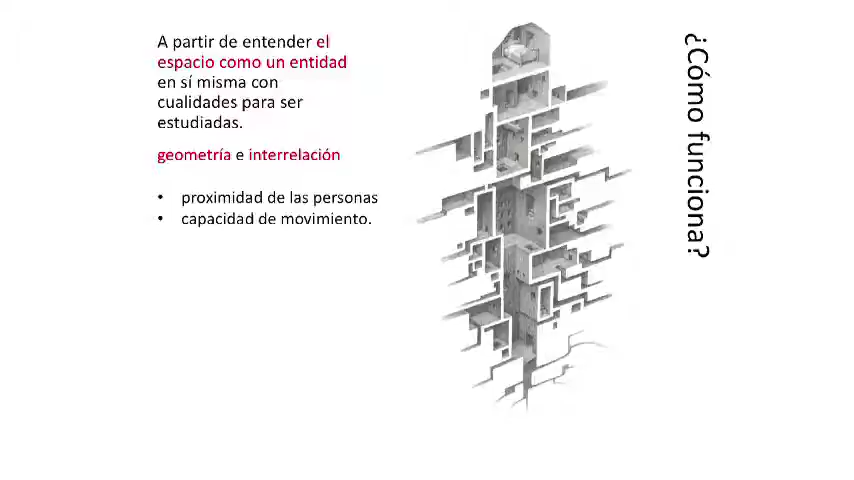 A partir de entender el
espacio como un entidad
en sí misma con
cualidades para ser
estudiadas.
geometría e interrelación
• proximidad de las personas
• capacidad de movimiento.
¿Cómo funciona?